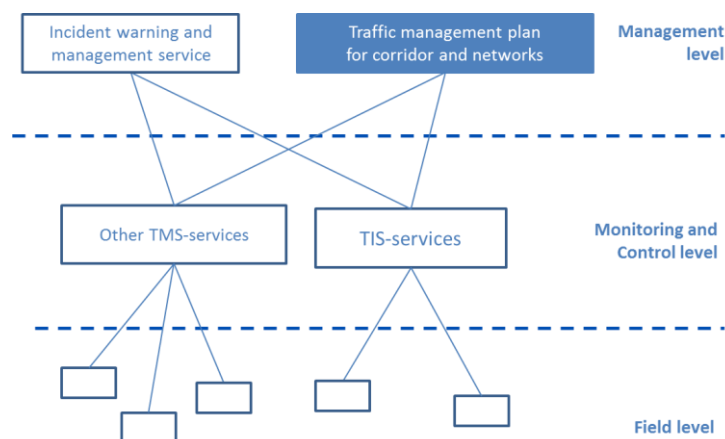 Incident warning and
management service
Traffic management plan
for corridor and networks
Management
level
Other TMS-services
TIS-services
Monitoring and
Control level
Field level